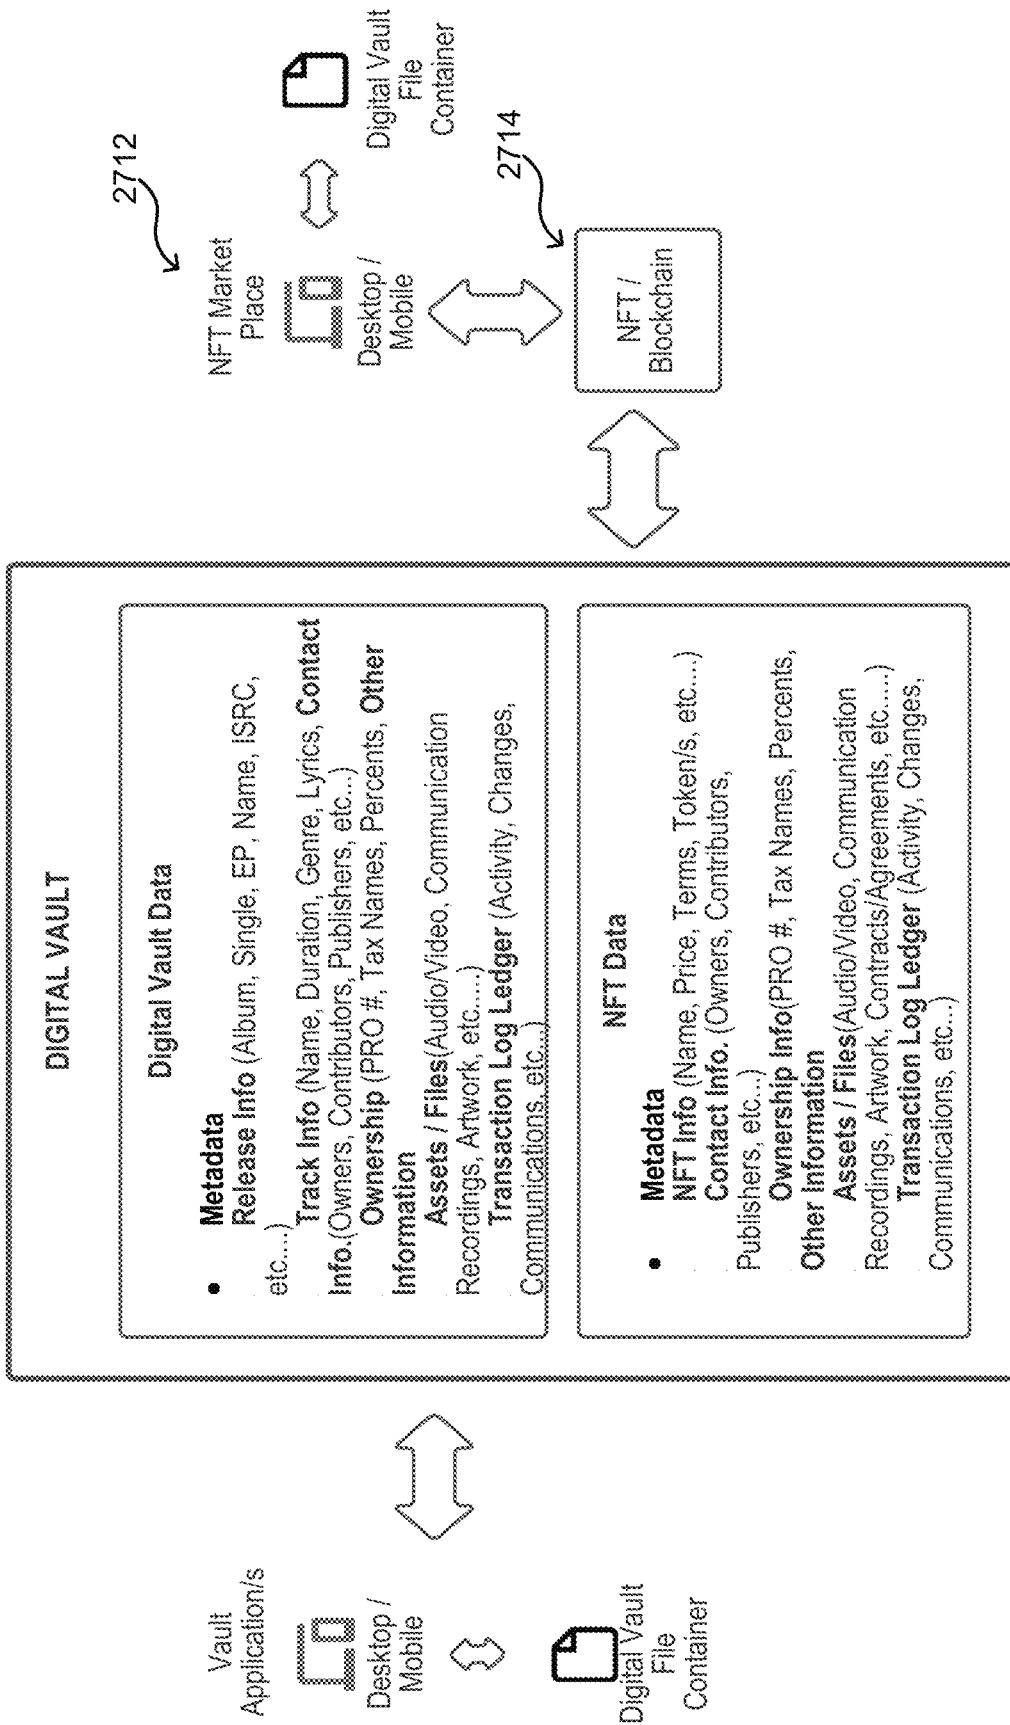 Vault
Application/s
Desktop /
Mobile
Digital Vault
File
Container
DIGITAL VAULT
Digital Vault Data
• Metadata
Release Info (Album, Single, EP, Name, ISRC,
etc....)
Track Info (Name, Duration, Genre, Lyrics, Contact
Info.(Owners, Contributors, Publishers, etc...)
Ownership (PRO #, Tax Names, Percents, Other
Information
Assets / Files(Audio/Video, Communication
Recordings, Artwork, etc.....)
Transaction Log Ledger (Activity, Changes,
Communications, etc...)
NFT Data
• Metadata
NFT Info (Name, Price, Terms, Token/s, etc....)
Contact Info. (Owners, Contributors,
Publishers, etc...)
Ownership Info(PRO #, Tax Names, Percents,
Other Information
Assets / Files(Audio/Video, Communication
Recordings, Artwork, Contracts/Agreements, etc.....)
Transaction Log Ledger (Activity, Changes,
Communications, etc...)
2712
NFT Market
Place
Desktop /
Mobile
Digital Vault
File
Container
2714
NFT /
Blockchain